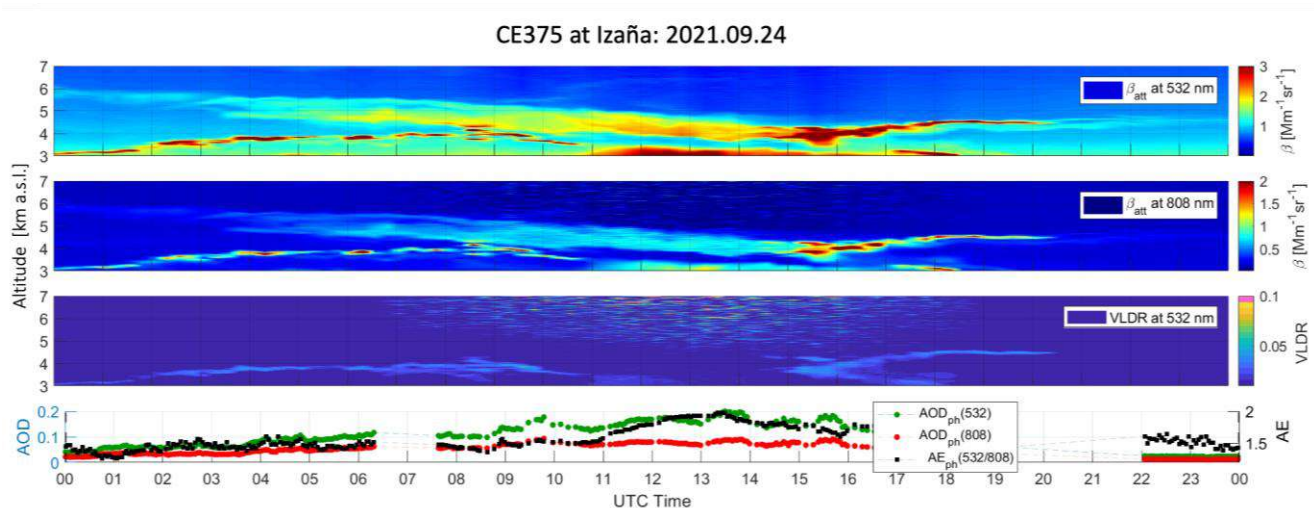 CE375 at Izaña: 2021.09.24
Altitude [km a.s.l.]
7
6
5
4
3
β_att at 532 nm
3
2
1
β [Mm⁻¹sr⁻¹]
7
6
5
4
3
β_att at 808 nm
2
1.5
1
0.5
β [Mm⁻¹sr⁻¹]
7
6
5
4
3
VLDR at 532 nm
0.1
0.05
VLDR
AOD
0.2
0.1
0
AOD_ph(532)
AOD_ph(808)
AE_ph(532/808)
2
1.5
AE
00 01 02 03 04 05 06 07 08 09 10 11 12 13 14 15 16 17 18 19 20 21 22 23 00
UTC Time